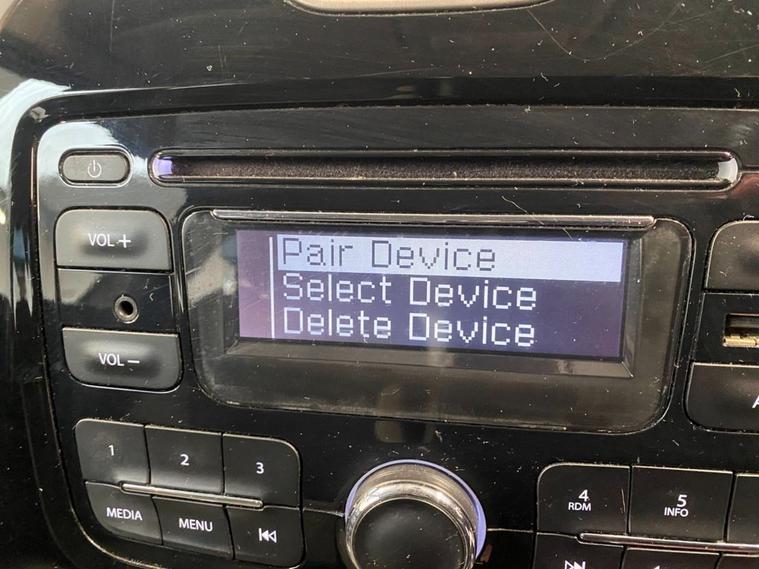 VOL +
VOL -
Pair Device
Select Device
Delete Device
1
2
3
MEDIA
MENU
4
RDM
5
INFO